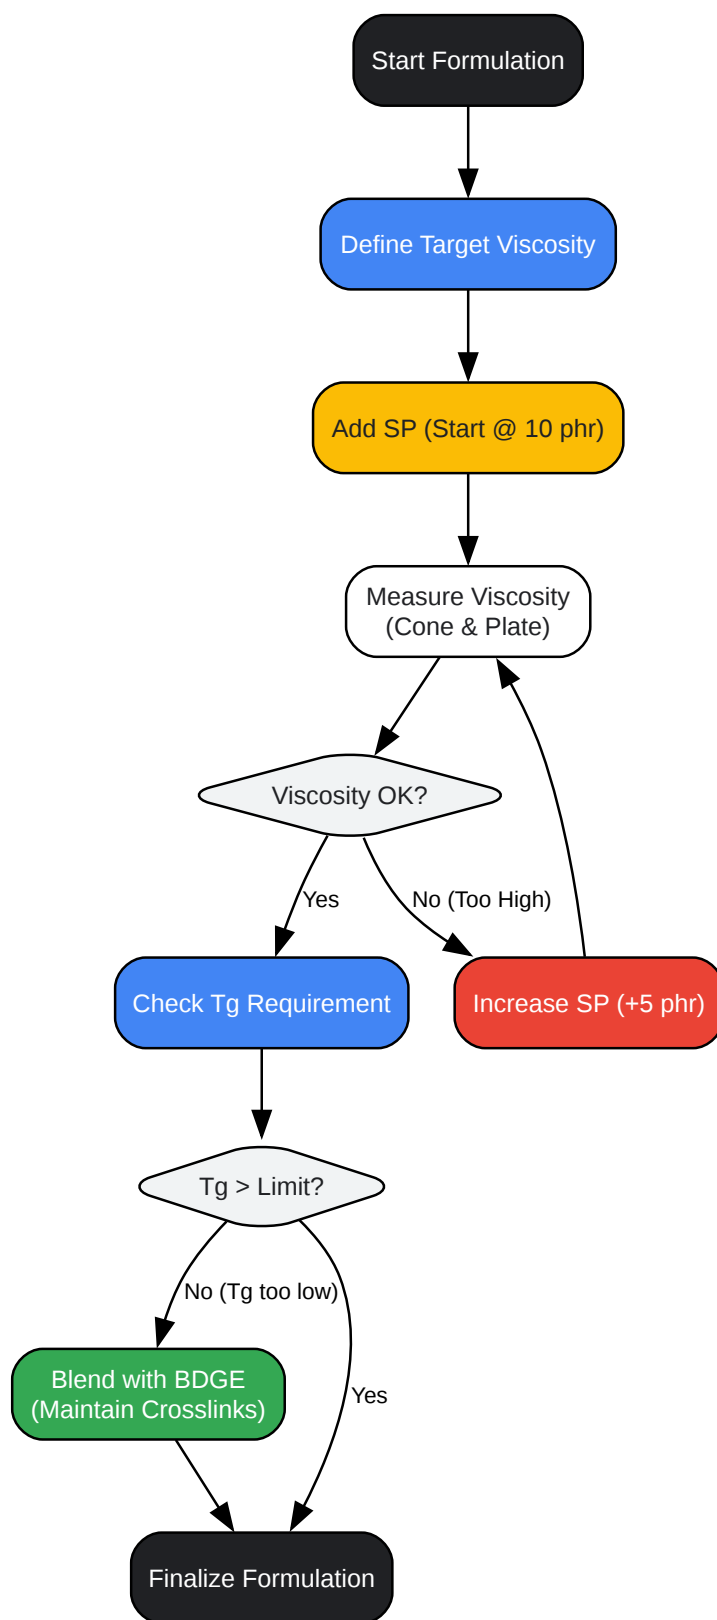 Start Formulation
Define Target Viscosity
Add SP (Start @ 10 phr)
Measure Viscosity
(Cone & Plate)
Viscosity OK?
Yes
No (Too High)
Check Tg Requirement
Increase SP (+5 phr)
Tg > Limit?
No (Tg too low)
Blend with BDGE
(Maintain Crosslinks)
Yes
Finalize Formulation